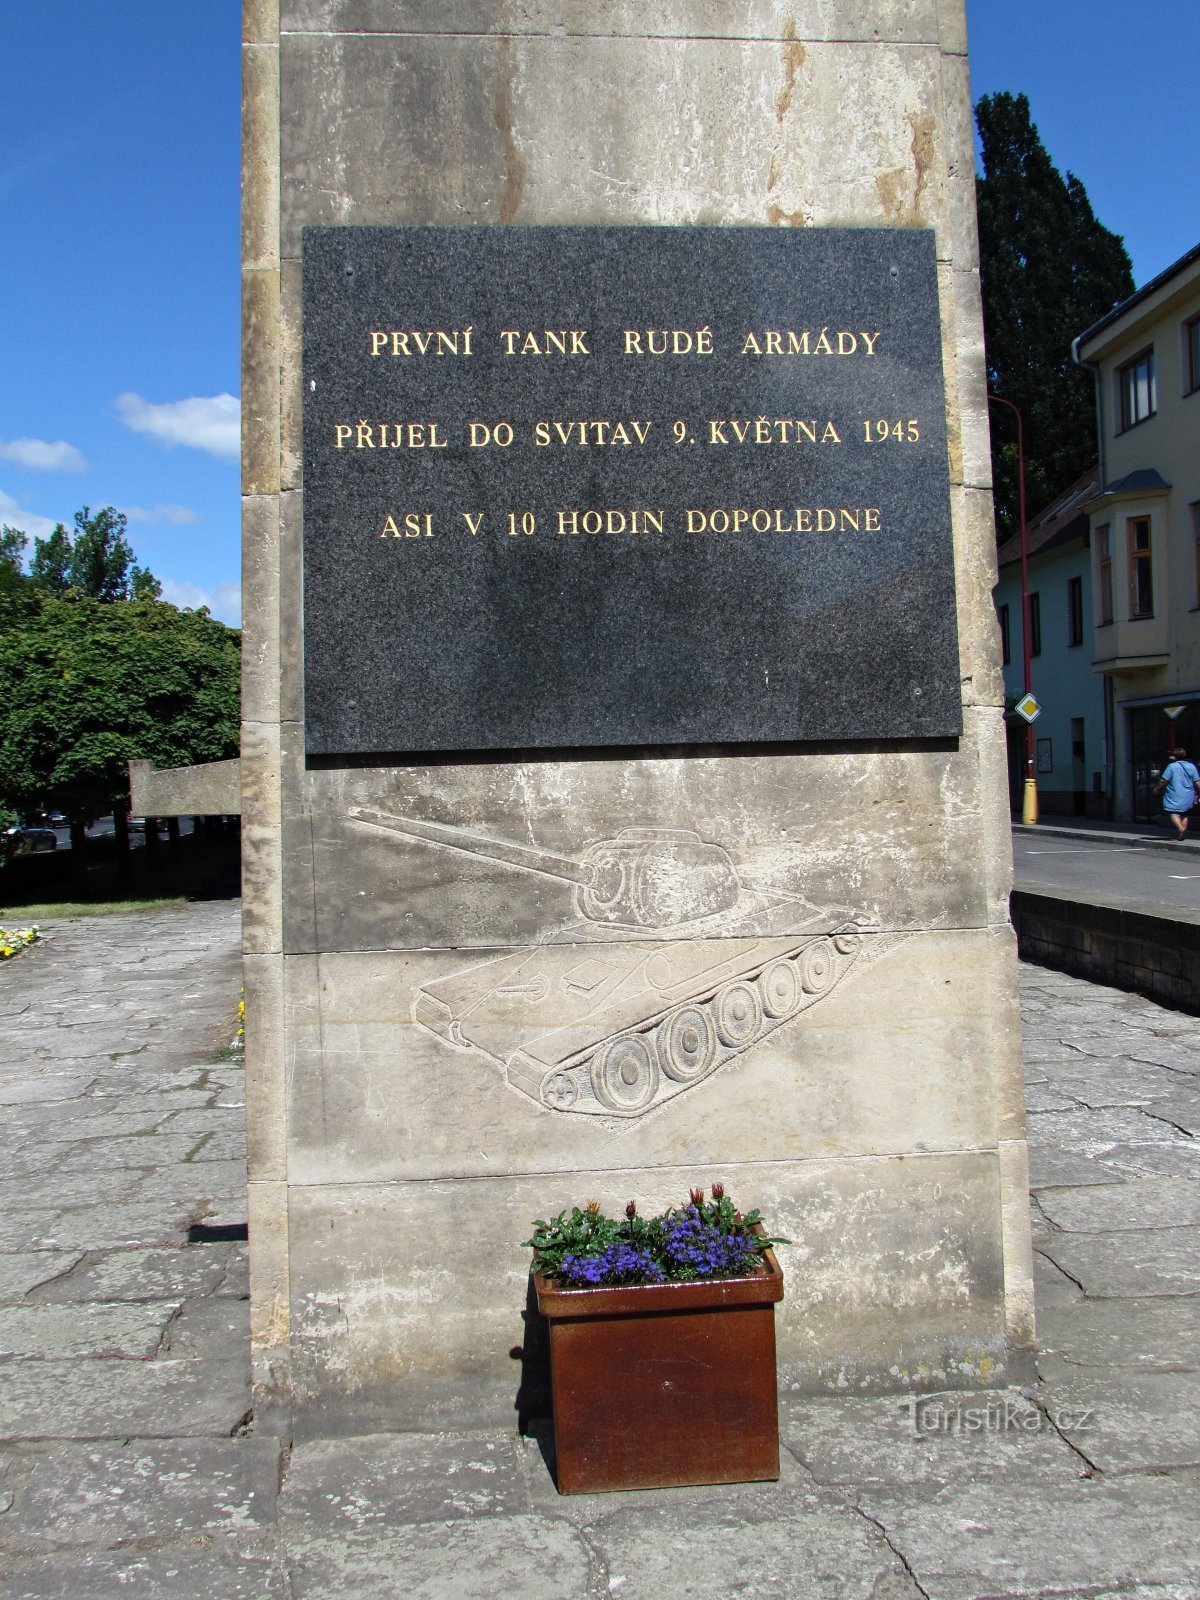 PRVNÍ TANK RUDÉ ARMÁDY
PŘIJEL DO SVITAV 9. KVĚTNA 1945
ASI V 10 HODIN DOPOLEDNE
Turistika.cz